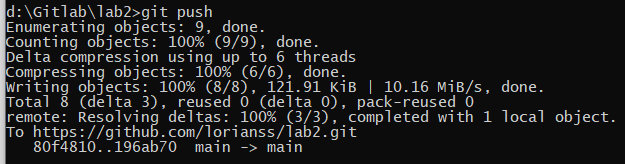 d:\Gitlab\lab2>git push
Enumerating objects: 9, done.
Counting objects: 100% (9/9), done.
Delta compression using up to 6 threads
Compressing objects: 100% (6/6), done.
Writing objects: 100% (8/8), 121.91 KiB | 10.16 MiB/s, done.
Total 8 (delta 3), reused 0 (delta 0), pack-reused 0
remote: Resolving deltas: 100% (3/3), completed with 1 local object.
To https://github.com/lorianss/lab2.git
   80f4810..196ab70  main -> main